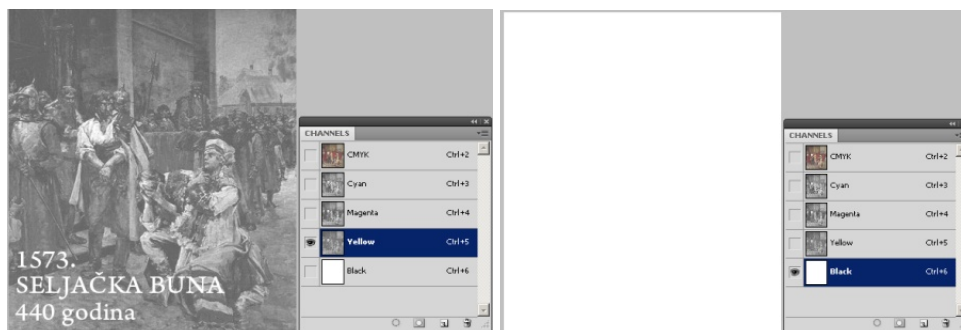 1573.
SELJAČKA BUNA
440 godina
CHANNELS
CMYK Ctrl+2
Cyan Ctrl+3
Magenta Ctrl+4
Yellow Ctrl+5
Black Ctrl+6
CHANNELS
CMYK Ctrl+2
Cyan Ctrl+3
Magenta Ctrl+4
Yellow Ctrl+5
Black Ctrl+6